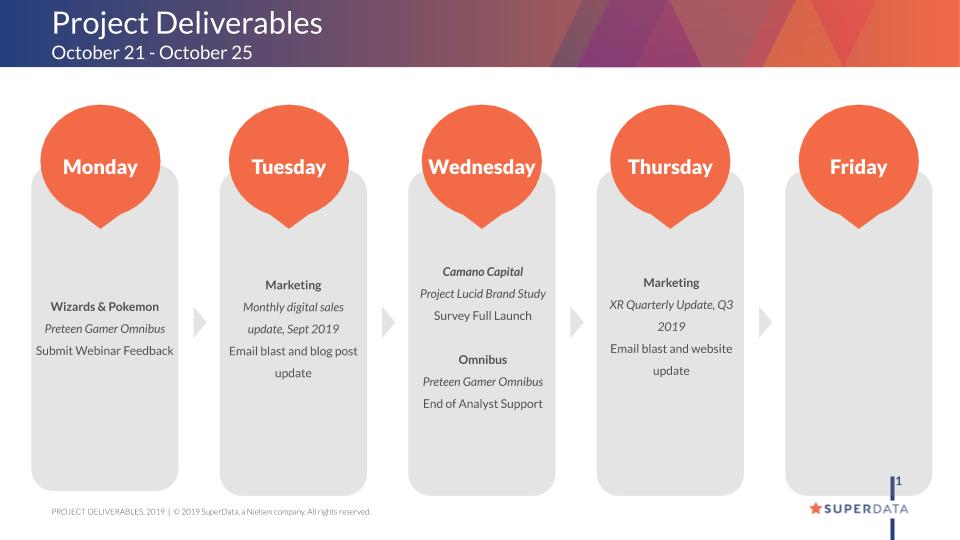 Project Deliverables
October 21 - October 25
Monday
Wizards & Pokemon
Preteen Gamer Omnibus
Submit Webinar Feedback
Tuesday
Marketing
Monthly digital sales
update, Sept 2019
Email blast and blog post
update
Wednesday
Camano Capital
Project Lucid Brand Study
Survey Full Launch
Omnibus
Preteen Gamer Omnibus
End of Analyst Support
Thursday
Marketing
XR Quarterly Update, Q3
2019
Email blast and website
update
Friday
1
PROJECT DELIVERABLES, 2019 | © 2019 SuperData, a Nielsen company. All rights reserved.
SUPERDATA